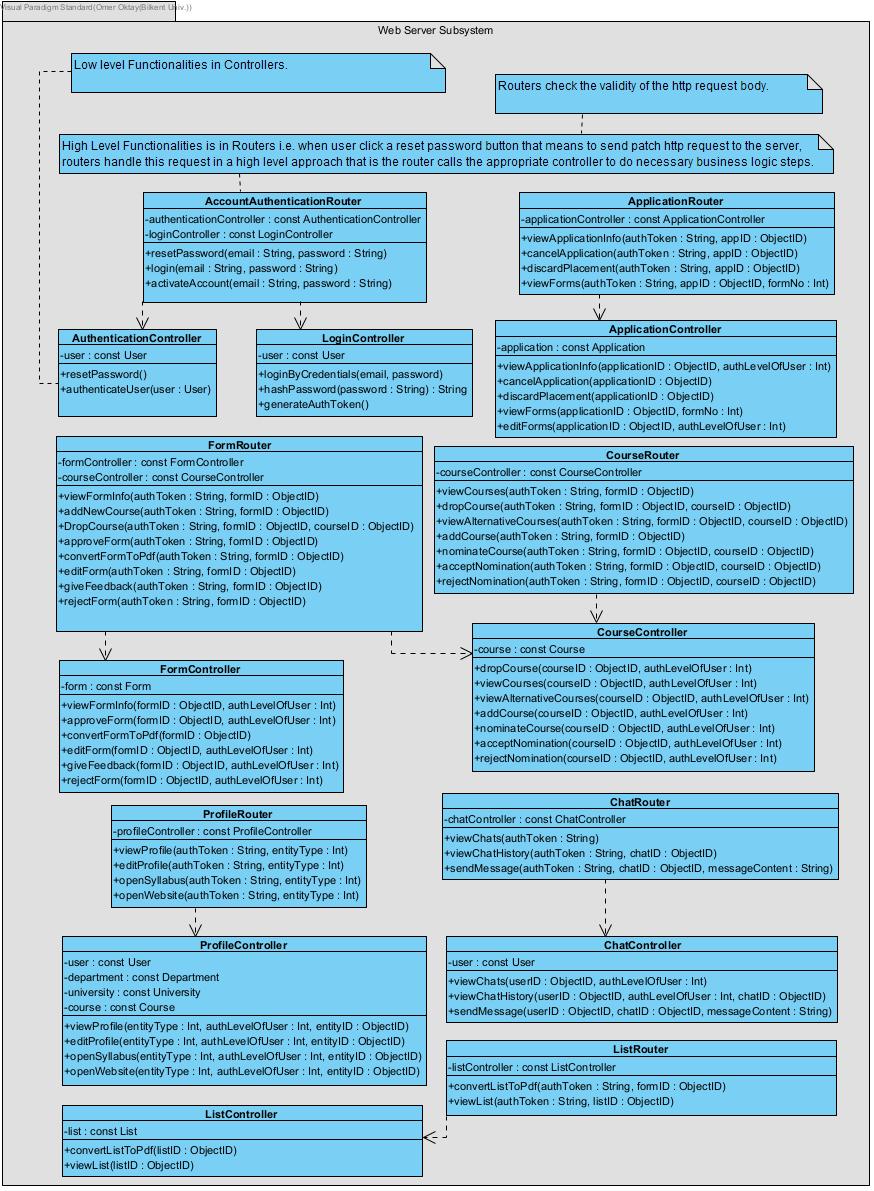 Visual Paradigm Standard(Omer Oktay(Bilkent Univ.))
Web Server Subsystem
Low level Functionalities in Controllers.
Routers check the validity of the http request body.
High Level Functionalities is in Routers i.e. when user click a reset password button that means to send patch http request to the server,
routers handle this request in a high level approach that is the router calls the appropriate controller to do necessary business logic steps.
AccountAuthenticationRouter
-authenticationController : const AuthenticationController
-loginController : const LoginController
+resetPassword(email : String, password : String)
+login(email : String, password : String)
+activateAccount(email : String, password : String)
ApplicationRouter
-applicationController : const ApplicationController
+viewApplicationInfo(authToken : String, appID : ObjectID)
+cancelApplication(authToken : String, appID : ObjectID)
+discardPlacement(authToken : String, appID : ObjectID)
+viewForms(authToken : String, appID : ObjectID, formNo : Int)
AuthenticationController
-user : const User
+resetPassword()
+authenticateUser(user : User)
LoginController
-user : const User
+loginByCredentials(email, password)
+hashPassword(password : String) : String
+generateAuthToken()
ApplicationController
-application : const Application
+viewApplicationInfo(applicationID : ObjectID, authLevelOfUser : Int)
+cancelApplication(applicationID : ObjectID)
+discardPlacement(applicationID : ObjectID)
+viewForms(applicationID : ObjectID, formNo : Int)
+editForms(applicationID : ObjectID, authLevelOfUser : Int)
FormRouter
-formController : const FormController
-courseController : const CourseController
+viewFormInfo(authToken : String, formID : ObjectID)
+addNewCourse(authToken : String, formID : ObjectID)
+DropCourse(authToken : String, formID : ObjectID, courseID : ObjectID)
+approveForm(authToken : String, formID : ObjectID)
+convertFormToPdf(authToken : String, formID : ObjectID)
+editForm(authToken : String, formID : ObjectID)
+giveFeedback(authToken : String, formID : ObjectID)
+rejectForm(authToken : String, formID : ObjectID)
CourseRouter
-courseController : const CourseController
+viewCourses(authToken : String, formID : ObjectID)
+dropCourse(authToken : String, formID : ObjectID, courseID : ObjectID)
+viewAlternativeCourses(authToken : String, formID : ObjectID, courseID : ObjectID)
+addCourse(authToken : String, formID : ObjectID)
+nominateCourse(authToken : String, formID : ObjectID, courseID : ObjectID)
+acceptNomination(authToken : String, formID : ObjectID, courseID : ObjectID)
+rejectNomination(authToken : String, formID : ObjectID, courseID : ObjectID)
FormController
-form : const Form
+viewFormInfo(formID : ObjectID, authLevelOfUser : Int)
+approveForm(formID : ObjectID, authLevelOfUser : Int)
+convertFormToPdf(formID : ObjectID)
+editForm(formID : ObjectID, authLevelOfUser : Int)
+giveFeedback(formID : ObjectID, authLevelOfUser : Int)
+rejectForm(formID : ObjectID, authLevelOfUser : Int)
CourseController
-course : const Course
+dropCourse(courseID : ObjectID, authLevelOfUser : Int)
+viewCourses(courseID : ObjectID, authLevelOfUser : Int)
+viewAlternativeCourses(courseID : ObjectID, authLevelOfUser : Int)
+addCourse(courseID : ObjectID, authLevelOfUser : Int)
+nominateCourse(courseID : ObjectID, authLevelOfUser : Int)
+acceptNomination(courseID : ObjectID, authLevelOfUser : Int)
+rejectNomination(courseID : ObjectID, authLevelOfUser : Int)
ProfileRouter
-profileController : const ProfileController
+viewProfile(authToken : String, entityType : Int)
+editProfile(authToken : String, entityType : Int)
+openSyllabus(authToken : String, entityType : Int)
+openWebsite(authToken : String, entityType : Int)
ChatRouter
-chatController : const ChatController
+viewChats(authToken : String)
+viewChatHistory(authToken : String, chatID : ObjectID)
+sendMessage(authToken : String, chatID : ObjectID, messageContent : String)
ProfileController
-user : const User
-department : const Department
-university : const University
-course : const Course
+viewProfile(entityType : Int, authLevelOfUser : Int, entityID : ObjectID)
+editProfile(entityType : Int, authLevelOfUser : Int, entityID : ObjectID)
+openSyllabus(entityType : Int, authLevelOfUser : Int, entityID : ObjectID)
+openWebsite(entityType : Int, authLevelOfUser : Int, entityID : ObjectID)
ChatController
-user : const User
+viewChats(userID : ObjectID, authLevelOfUser : Int)
+viewChatHistory(userID : ObjectID, authLevelOfUser : Int, chatID : ObjectID)
+sendMessage(userID : ObjectID, chatID : ObjectID, messageContent : String)
ListRouter
-listController : const ListController
+convertListToPdf(authToken : String, formID : ObjectID)
+viewList(authToken : String, listID : ObjectID)
ListController
-list : const List
+convertListToPdf(listID : ObjectID)
+viewList(listID : ObjectID)